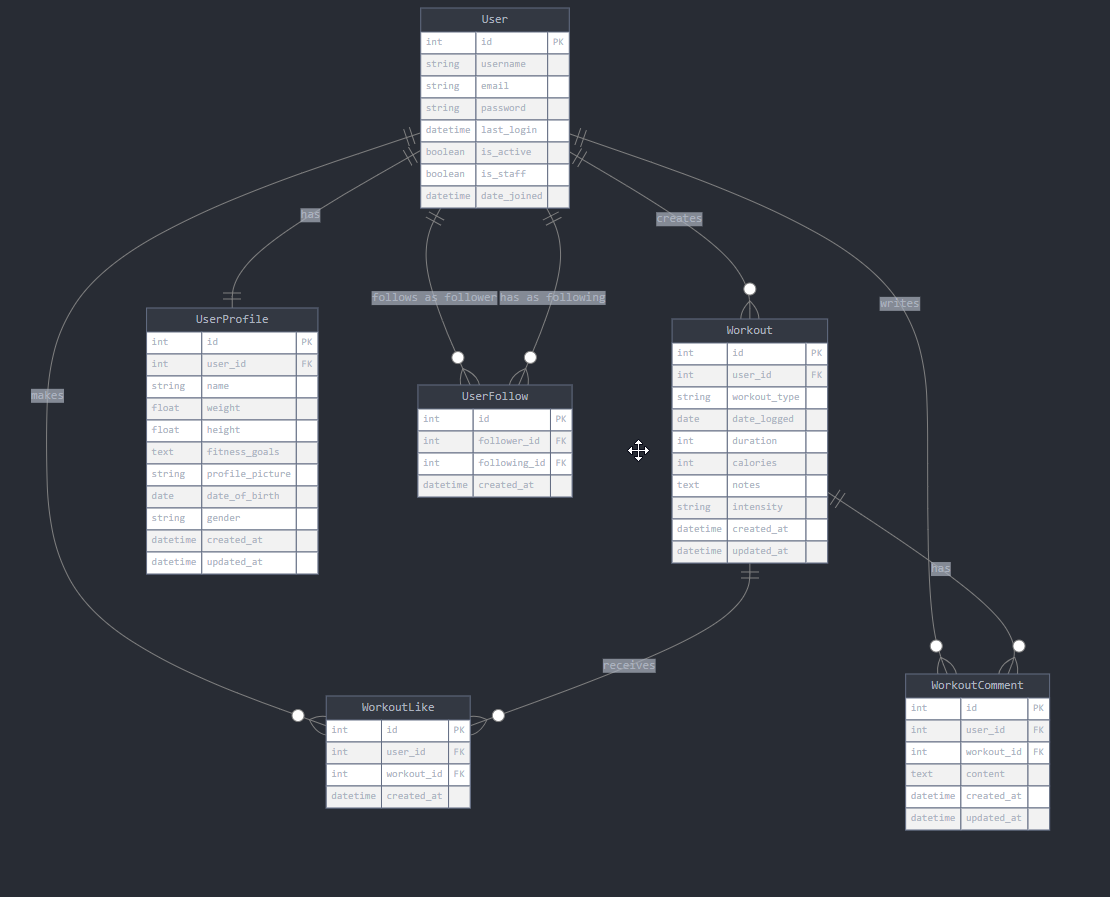 User
int id PK
string username
string email
string password
datetime last_login
boolean is_active
boolean is_staff
datetime date_joined
has
creates
follows as follower
has as following
writes
makes
UserProfile
int id PK
int user_id FK
string name
float weight
float height
text fitness_goals
string profile_picture
date date_of_birth
string gender
datetime created_at
datetime updated_at
UserFollow
int id PK
int follower_id FK
int following_id FK
datetime created_at
Workout
int id PK
int user_id FK
string workout_type
date date_logged
int duration
int calories
text notes
string intensity
datetime created_at
datetime updated_at
has
receives
WorkoutLike
int id PK
int user_id FK
int workout_id FK
datetime created_at
WorkoutComment
int id PK
int user_id FK
int workout_id FK
text content
datetime created_at
datetime updated_at